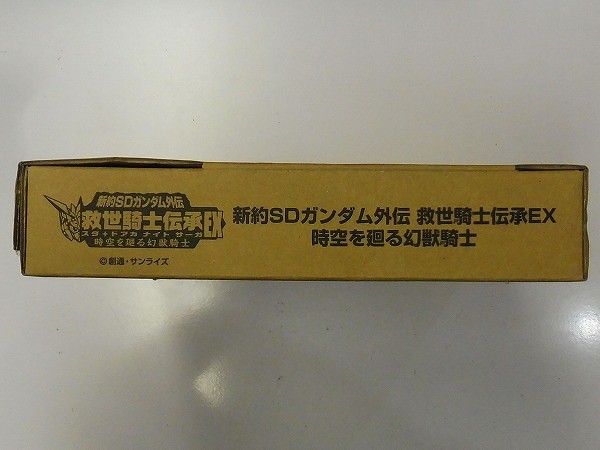 新約SDガンダム外伝
救世騎士伝承EX
時空を廻る幻獣騎士
©創通・サンライズ
新約SDガンダム外伝 救世騎士伝承EX
時空を廻る幻獣騎士